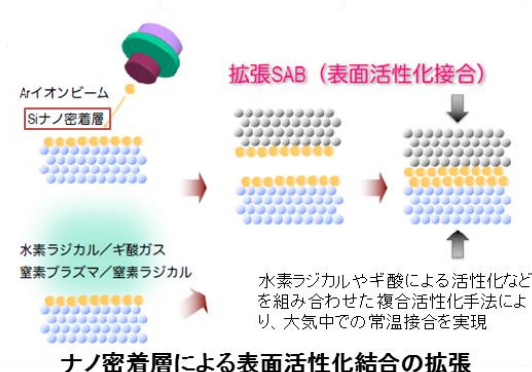 拡張SAB（表面活性化接合）
Arイオンビーム
Siナノ密着層
水素ラジカル／ギ酸ガス
窒素プラズマ／窒素ラジカル
水素ラジカルやギ酸による活性化など
を組み合わせた複合活性化手法によ
り、大気中での常温接合を実現
ナノ密着層による表面活性化結合の拡張